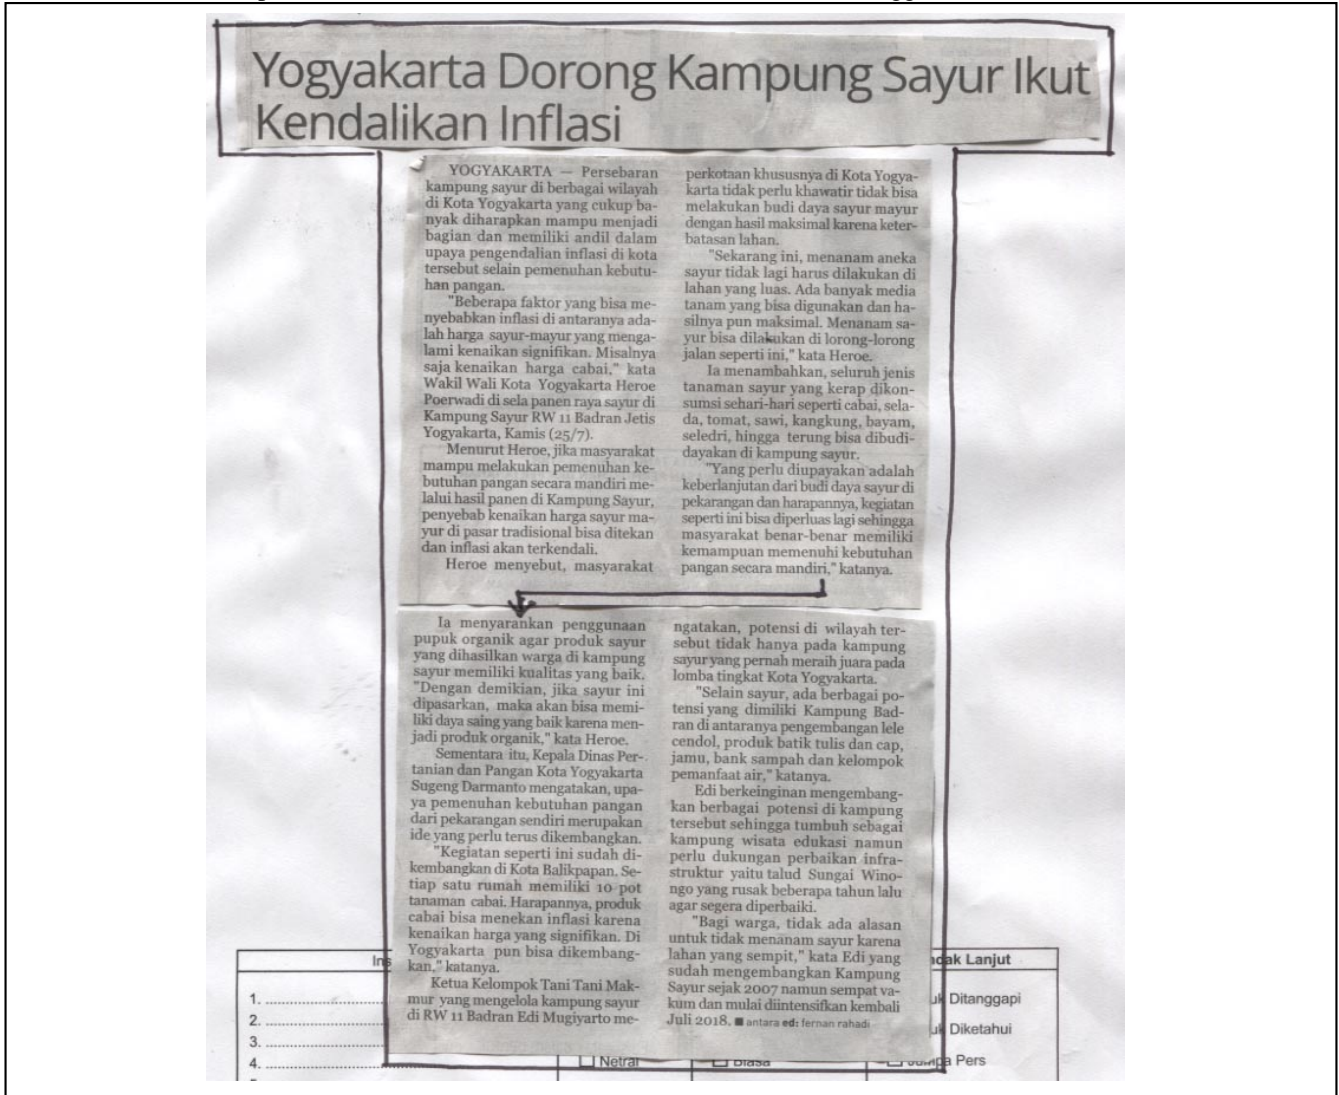 Yogyakarta Dorong Kampung Sayur Ikut
Kendalikan Inflasi
YOGYAKARTA — Persebaran
kampung sayur di berbagai wilayah
di Kota Yogyakarta yang cukup ba-
nyak diharapkan mampu menjadi
bagian dan memiliki andil dalam
upaya pengendalian inflasi di kota
tersebut selain pemenuhan kebutu-
han pangan.
"Beberapa faktor yang bisa me-
nyebabkan inflasi di antaranya ada-
lah harga sayur-mayur yang menga-
lami kenaikan signifikan. Misalnya
saja kenaikan harga cabai," kata
Wakil Wali Kota Yogyakarta Heroe
Poerwadi di sela panen raya sayur di
Kampung Sayur RW 11 Badran Jetis
Yogyakarta, Kamis (25/7).
Menurut Heroe, jika masyarakat
mampu melakukan pemenuhan ke-
butuhan pangan secara mandiri me-
lalui hasil panen di Kampung Sayur,
penyebab kenaikan harga sayur ma-
yur di pasar tradisional bisa ditekan
dan inflasi akan terkendali.
Heroe menyebut, masyarakat
perkotaan khususnya di Kota Yogya-
karta tidak perlu khawatir tidak bisa
melakukan budi daya sayur mayur
dengan hasil maksimal karena keter-
batasan lahan.
"Sekarang ini, menanam aneka
sayur tidak lagi harus dilakukan di
lahan yang luas. Ada banyak media
tanam yang bisa digunakan dan ha-
silnya pun maksimal. Menanam sa-
yur bisa dilakukan di lorong-lorong
jalan seperti ini," kata Heroe.
Ia menambahkan, seluruh jenis
tanaman sayur yang kerap dikon-
sumsi sehari-hari seperti cabai, sela-
da, tomat, sawi, kangkung, bayam,
seledri, hingga terung bisa dibudi-
dayakan di kampung sayur.
"Yang perlu diupayakan adalah
keberlanjutan dari budi daya sayur di
pekarangan dan harapannya, kegiatan
seperti ini bisa diperluas lagi sehingga
masyarakat benar-benar memiliki
kemampuan memenuhi kebutuhan
pangan secara mandiri," katanya.
Ia menyarankan penggunaan
pupuk organik agar produk sayur
yang dihasilkan warga di kampung
sayur memiliki kualitas yang baik.
"Dengan demikian, jika sayur ini
dipasarkan, maka akan bisa memi-
liki daya saing yang baik karena men-
jadi produk organik," kata Heroe.
Sementara itu, Kepala Dinas Per-
tanian dan Pangan Kota Yogyakarta
Sugeng Darmanto mengatakan, upa-
ya pemenuhan kebutuhan pangan
dari pekarangan sendiri merupakan
ide yang perlu terus dikembangkan.
"Kegiatan seperti ini sudah di-
kembangkan di Kota Balikpapan. Se-
tiap satu rumah memiliki 10 pot
tanaman cabai. Harapannya, produk
cabai bisa menekan inflasi karena
kenaikan harga yang signifikan. Di
Yogyakarta pun bisa dikembang-
kan," katanya.
Ketua Kelompok Tani Tani Mak-
mur yang mengelola kampung sayur
di RW 11 Badran Edi Mugiyarto me-
ngatakan, potensi di wilayah ter-
sebut tidak hanya pada kampung
sayur yang pernah meraih juara pada
lomba tingkat Kota Yogyakarta.
"Selain sayur, ada berbagai po-
tensi yang dimiliki Kampung Bad-
ran di antaranya pengembangan lele
cendol, produk batik tulis dan cap,
jamu, bank sampah dan kelompok
pemanfaat air," katanya.
Edi berkeinginan mengembang-
kan berbagai potensi di kampung
tersebut sehingga tumbuh sebagai
kampung wisata edukasi namun
perlu dukungan perbaikan infra-
struktur yaitu talud Sungai Wino-
ngo yang rusak beberapa tahun lalu
agar segera diperbaiki.
"Bagi warga, tidak ada alasan
untuk tidak menanam sayur karena
lahan yang sempit," kata Edi yang
sudah mengembangkan Kampung
Sayur sejak 2007 namun sempat va-
kum dan mulai diintensifkan kembali
Juli 2018. ■ antara ed: fernan rahadi
Ins
dak Lanjut
1.
2.
3.
4.
uk Ditanggapi
uk Diketahui
Pers
Netral
Biasa